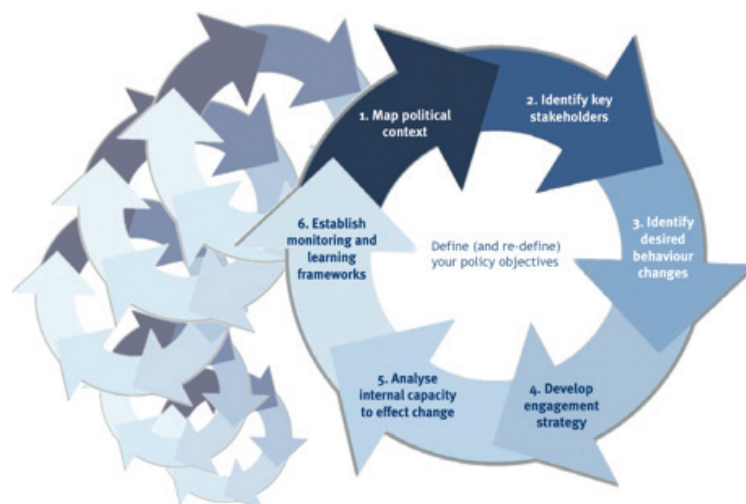 1. Map political
context
2. Identify key
stakeholders
3. Identify
desired
behaviour
changes
4. Develop
engagement
strategy
5. Analyse
internal capacity
to effect change
6. Establish
monitoring and
learning
frameworks
Define (and re-define)
your policy objectives